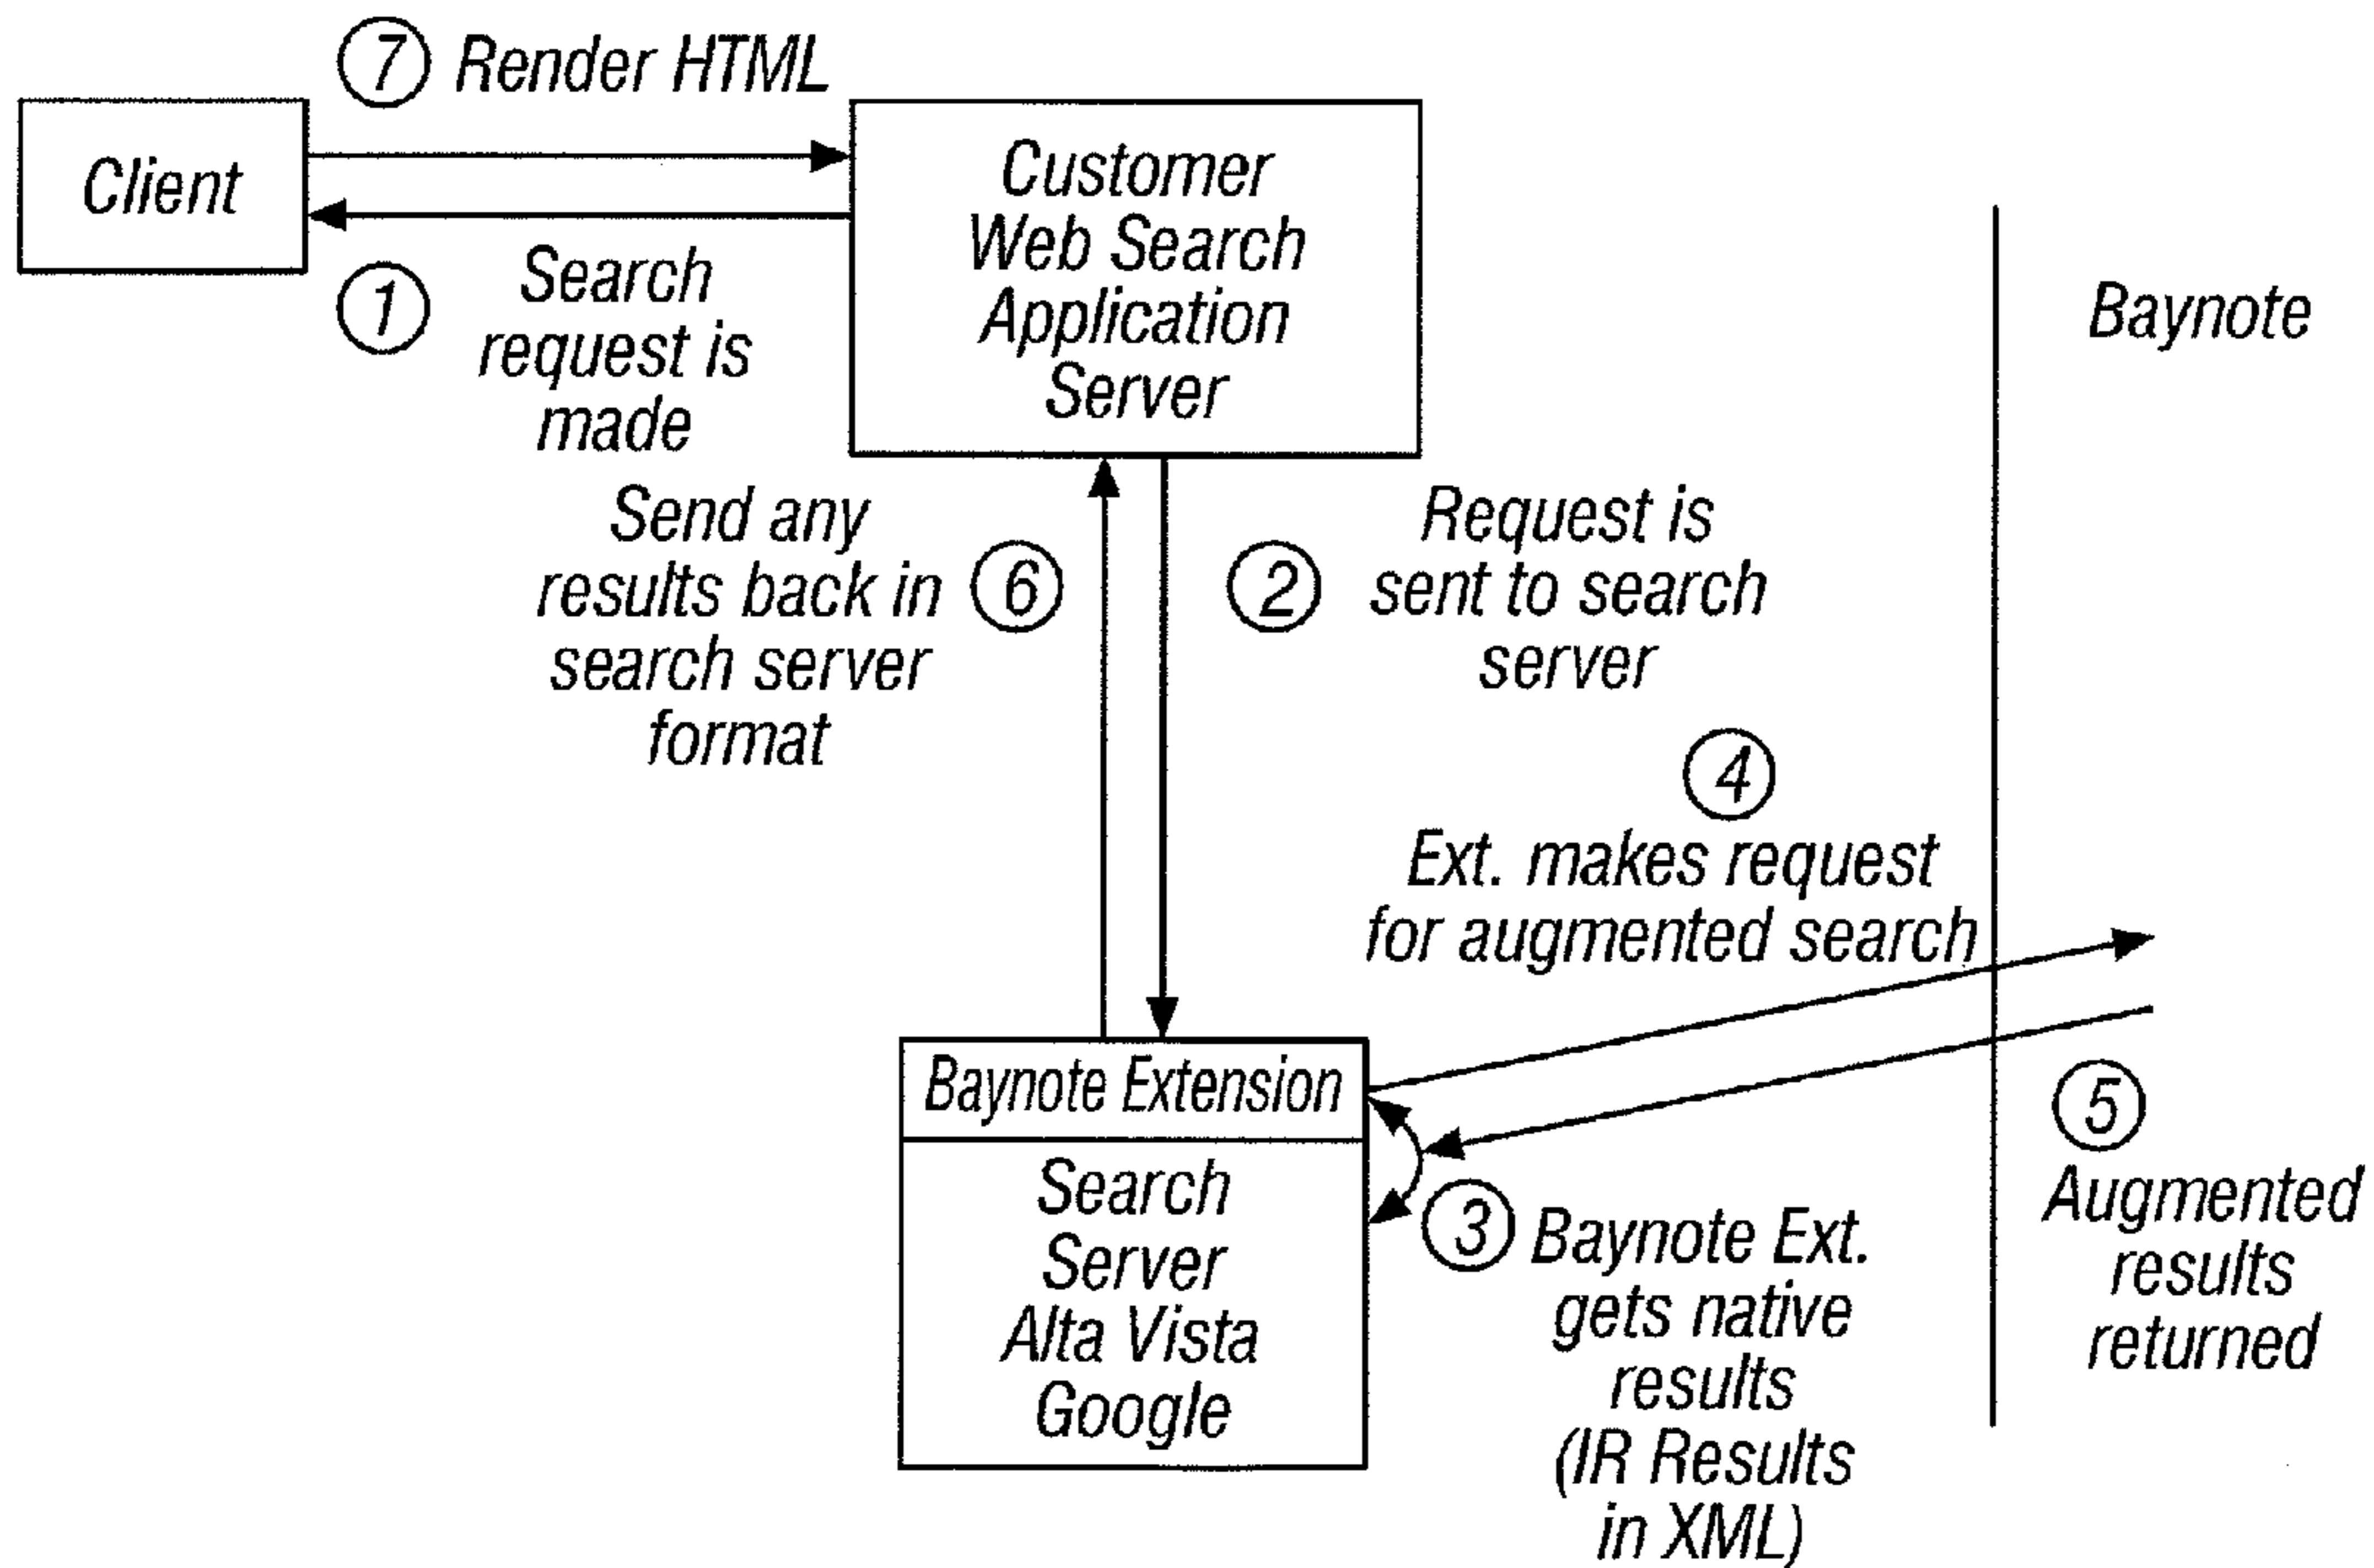 7 Render HTML
Client
Customer
Web Search
Application
Server
1
Search
request is
made
Baynote
Send any
results back in
search server
format
6
2
Request is
sent to search
server
4
Ext. makes request
for augmented search
Baynote Extension
Search
Server
Alta Vista
Google
3 Baynote Ext.
gets native
results
(IR Results
in XML)
5
Augmented
results
returned